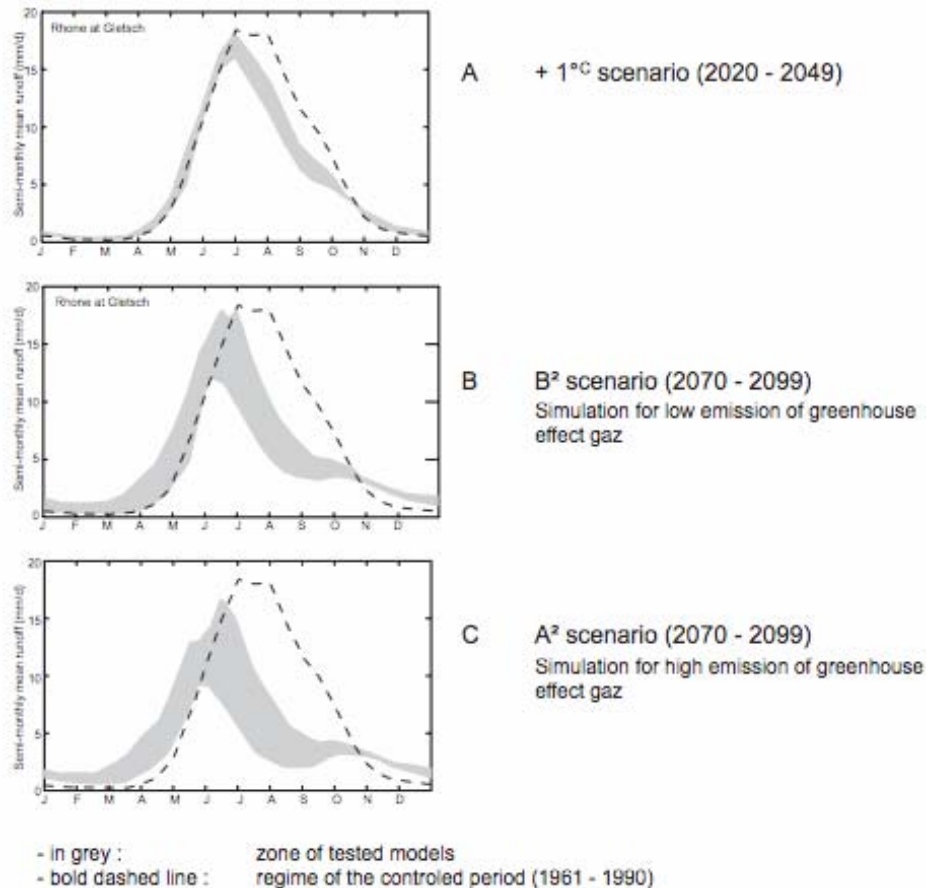 Rhone at Gletsch
Semi-monthly mean runoff (mm/d)
20
15
10
5
0
J F M A M J J A S O N D
A + 1°C scenario (2020 - 2049)
Rhone at Gletsch
Semi-monthly mean runoff (mm/d)
20
15
10
5
0
J F M A M J J A S O N D
B B² scenario (2070 - 2099)
Simulation for low emission of greenhouse
effect gaz
Semi-monthly mean runoff (mm/d)
20
15
10
5
0
J F M A M J J A S O N D
C A² scenario (2070 - 2099)
Simulation for high emission of greenhouse
effect gaz
- in grey : zone of tested models
- bold dashed line : regime of the controled period (1961 - 1990)